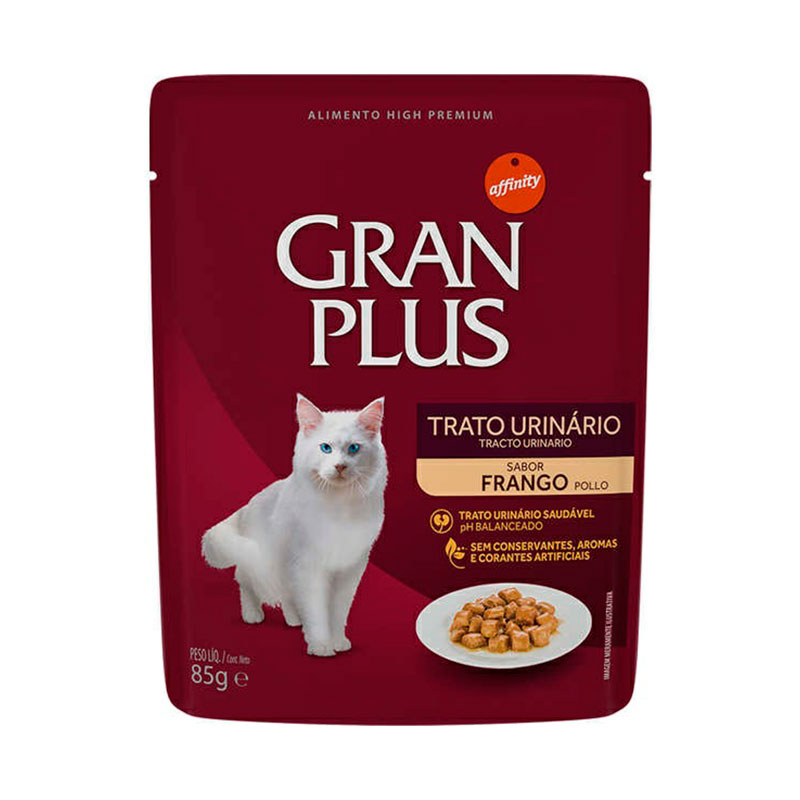 ALIMENTO HIGH PREMIUM
affinity
GRAN
PLUS
TRATO URINÁRIO
TRACTO URINARIO
SABOR
FRANGO POLLO
TRATO URINÁRIO SAUDÁVEL
pH BALANCEADO
SEM CONSERVANTES, AROMAS
E CORANTES ARTIFICIAIS
PESO LÍQ. / Cont. Neto
85g e
IMAGEM MERAMENTE ILUSTRATIVA